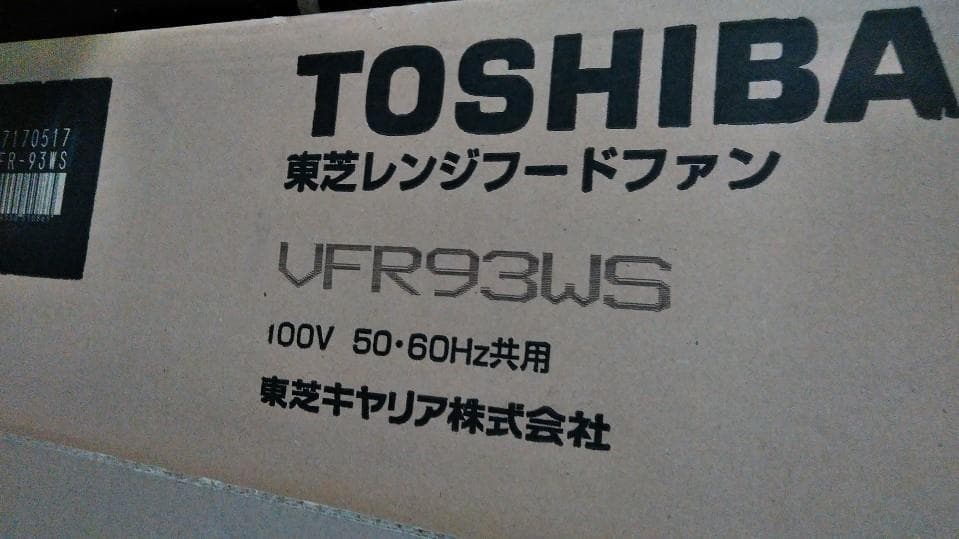 TOSHIBA
東芝レンジフードファン
VFR93WS
100V 50・60Hz共用
東芝キヤリア株式会社
7170517
FR-93WS